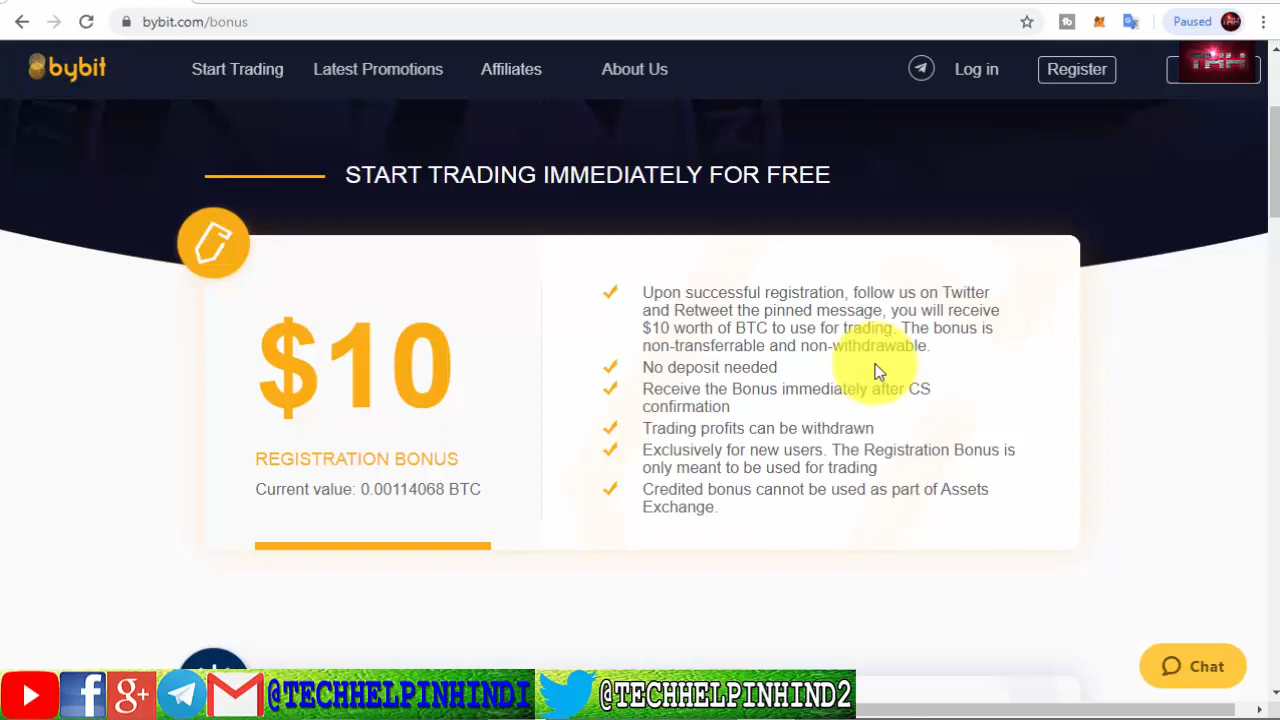 bybit.com/bonus
Paused
bybit
Start Trading
Latest Promotions
Affiliates
About Us
Log in
Register
THH
START TRADING IMMEDIATELY FOR FREE
$10
REGISTRATION BONUS
Current value: 0.00114068 BTC
Upon successful registration, follow us on Twitter
and Retweet the pinned message, you will receive
$10 worth of BTC to use for trading. The bonus is
non-transferrable and non-withdrawable.
No deposit needed
Receive the Bonus immediately after CS
confirmation
Trading profits can be withdrawn
Exclusively for new users. The Registration Bonus is
only meant to be used for trading
Credited bonus cannot be used as part of Assets
Exchange.
Chat
@TECHHELPINHINDI
@TECHHELPINHIND2